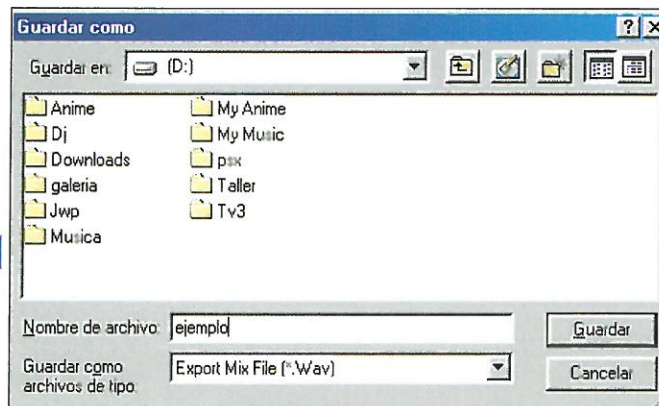 Guardar como
Guardar en: (D:)
Anime
Dj
Downloads
galeria
Jwp
Musica
My Anime
My Music
psx
Taller
Tv3
Nombre de archivo: ejemplo
Guardar
Guardar como
archivos de tipo: Export Mix File (*.Wav)
Cancelar